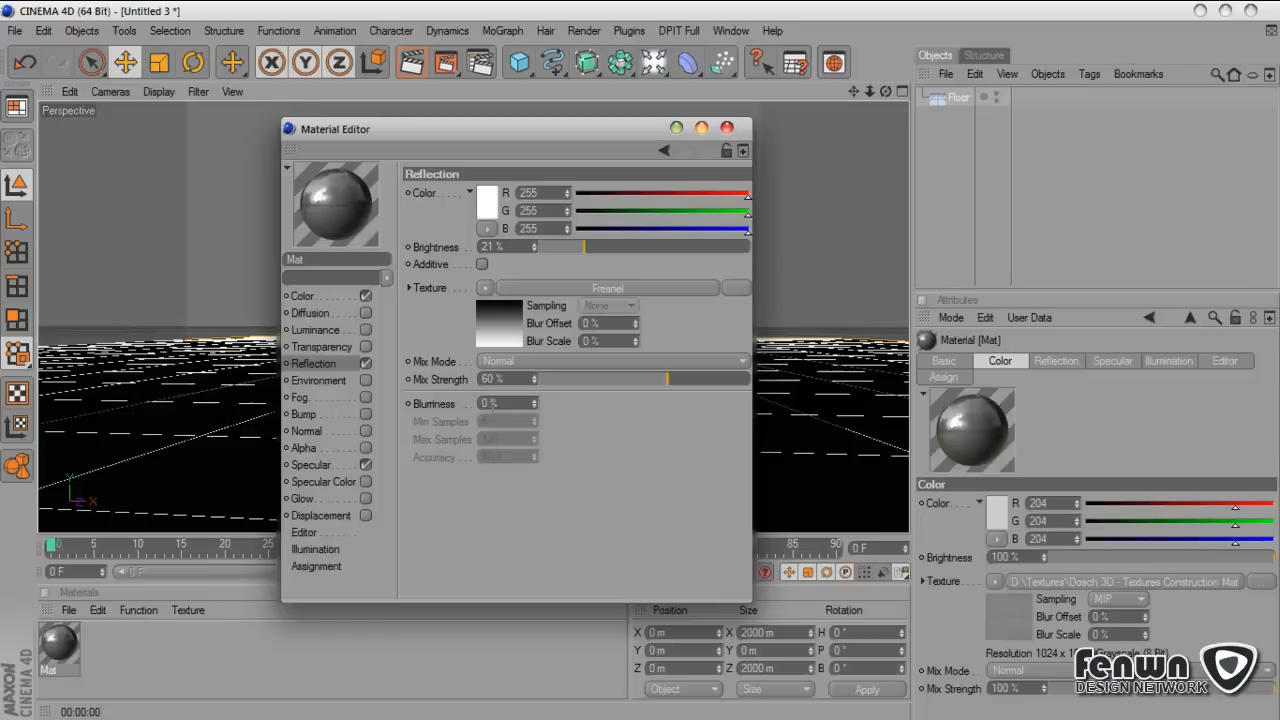 CINEMA 4D (64 Bit) - [Untitled 3 *]
File Edit Objects Tools Selection Structure Functions Animation Character Dynamics MoGraph Hair Render Plugins DPIT Full Window Help
Objects Structure
File Edit View Objects Tags Bookmarks
Edit Cameras Display Filter View
Floor
Perspective
Material Editor
Reflection
Color R 255
G 255
B 255
Brightness 21 %
Additive
Texture Fresnel
Sampling None
Blur Offset 0 %
Blur Scale 0 %
Mix Mode Normal
Mix Strength 60 %
Blurriness 0 %
Min Samples
Max Samples
Accuracy
Mat
Color
Diffusion
Luminance
Transparency
Reflection
Environment
Fog
Bump
Normal
Alpha
Specular
Specular Color
Glow
Displacement
Editor
Illumination
Assignment
Attributes
Mode Edit User Data
Material [Mat]
Basic Color Reflection Specular Illumination Editor
Assign
Color
Color R 204
G 204
B 204
Brightness 100 %
Texture D:\Textures\Dosch 3D - Textures Construction Mat
Sampling MIP
Blur Offset 0 %
Blur Scale 0 %
Resolution 1024 x
Grayscale (8 Bit)
Mix Mode Normal
Mix Strength 100 %
0 5 10 15 20 25 85 90 0 F
0 F 0 F
Materials
File Edit Function Texture
Mat
Position Size Rotation
X 0 m X 2000 m H 0 °
Y 0 m Y 0 m P 0 °
Z 0 m Z 2000 m B 0 °
Object Size Apply
00:00:00
MAXON
CINEMA 4D
Y
Z X
fenwn
DESIGN NETWORK